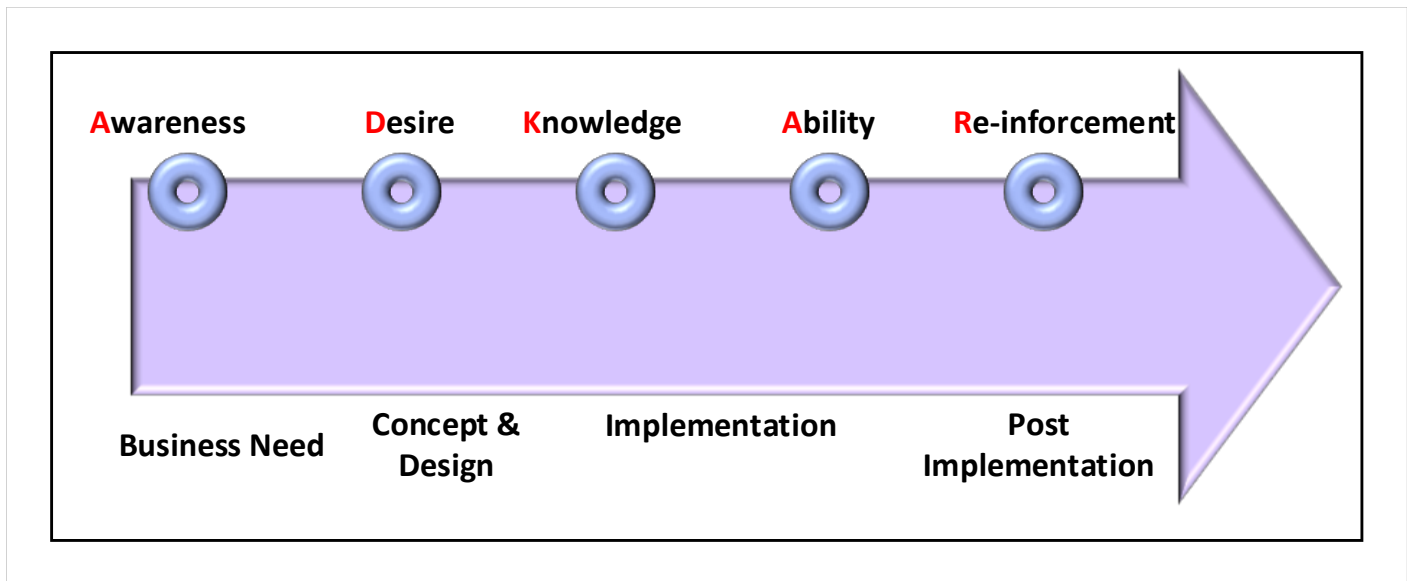 Awareness
Desire
Knowledge
Ability
Re-inforcement
Business Need
Concept &
Design
Implementation
Post
Implementation